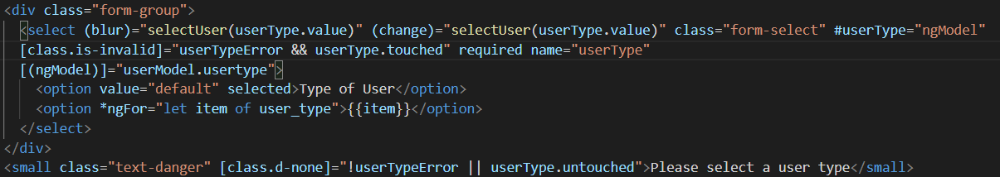 <div class="form-group">
<select (blur)="selectUser(userType.value)" (change)="selectUser(userType.value)" class="form-select" #userType="ngModel"
[class.is-invalid]="userTypeError && userType.touched" required name="userType"
[(ngModel)]="userModel.usertype">
<option value="default" selected>Type of User</option>
<option *ngFor="let item of user_type">{{item}}</option>
</select>
</div>
<small class="text-danger" [class.d-none]="!userTypeError || userType.untouched">Please select a user type</small>